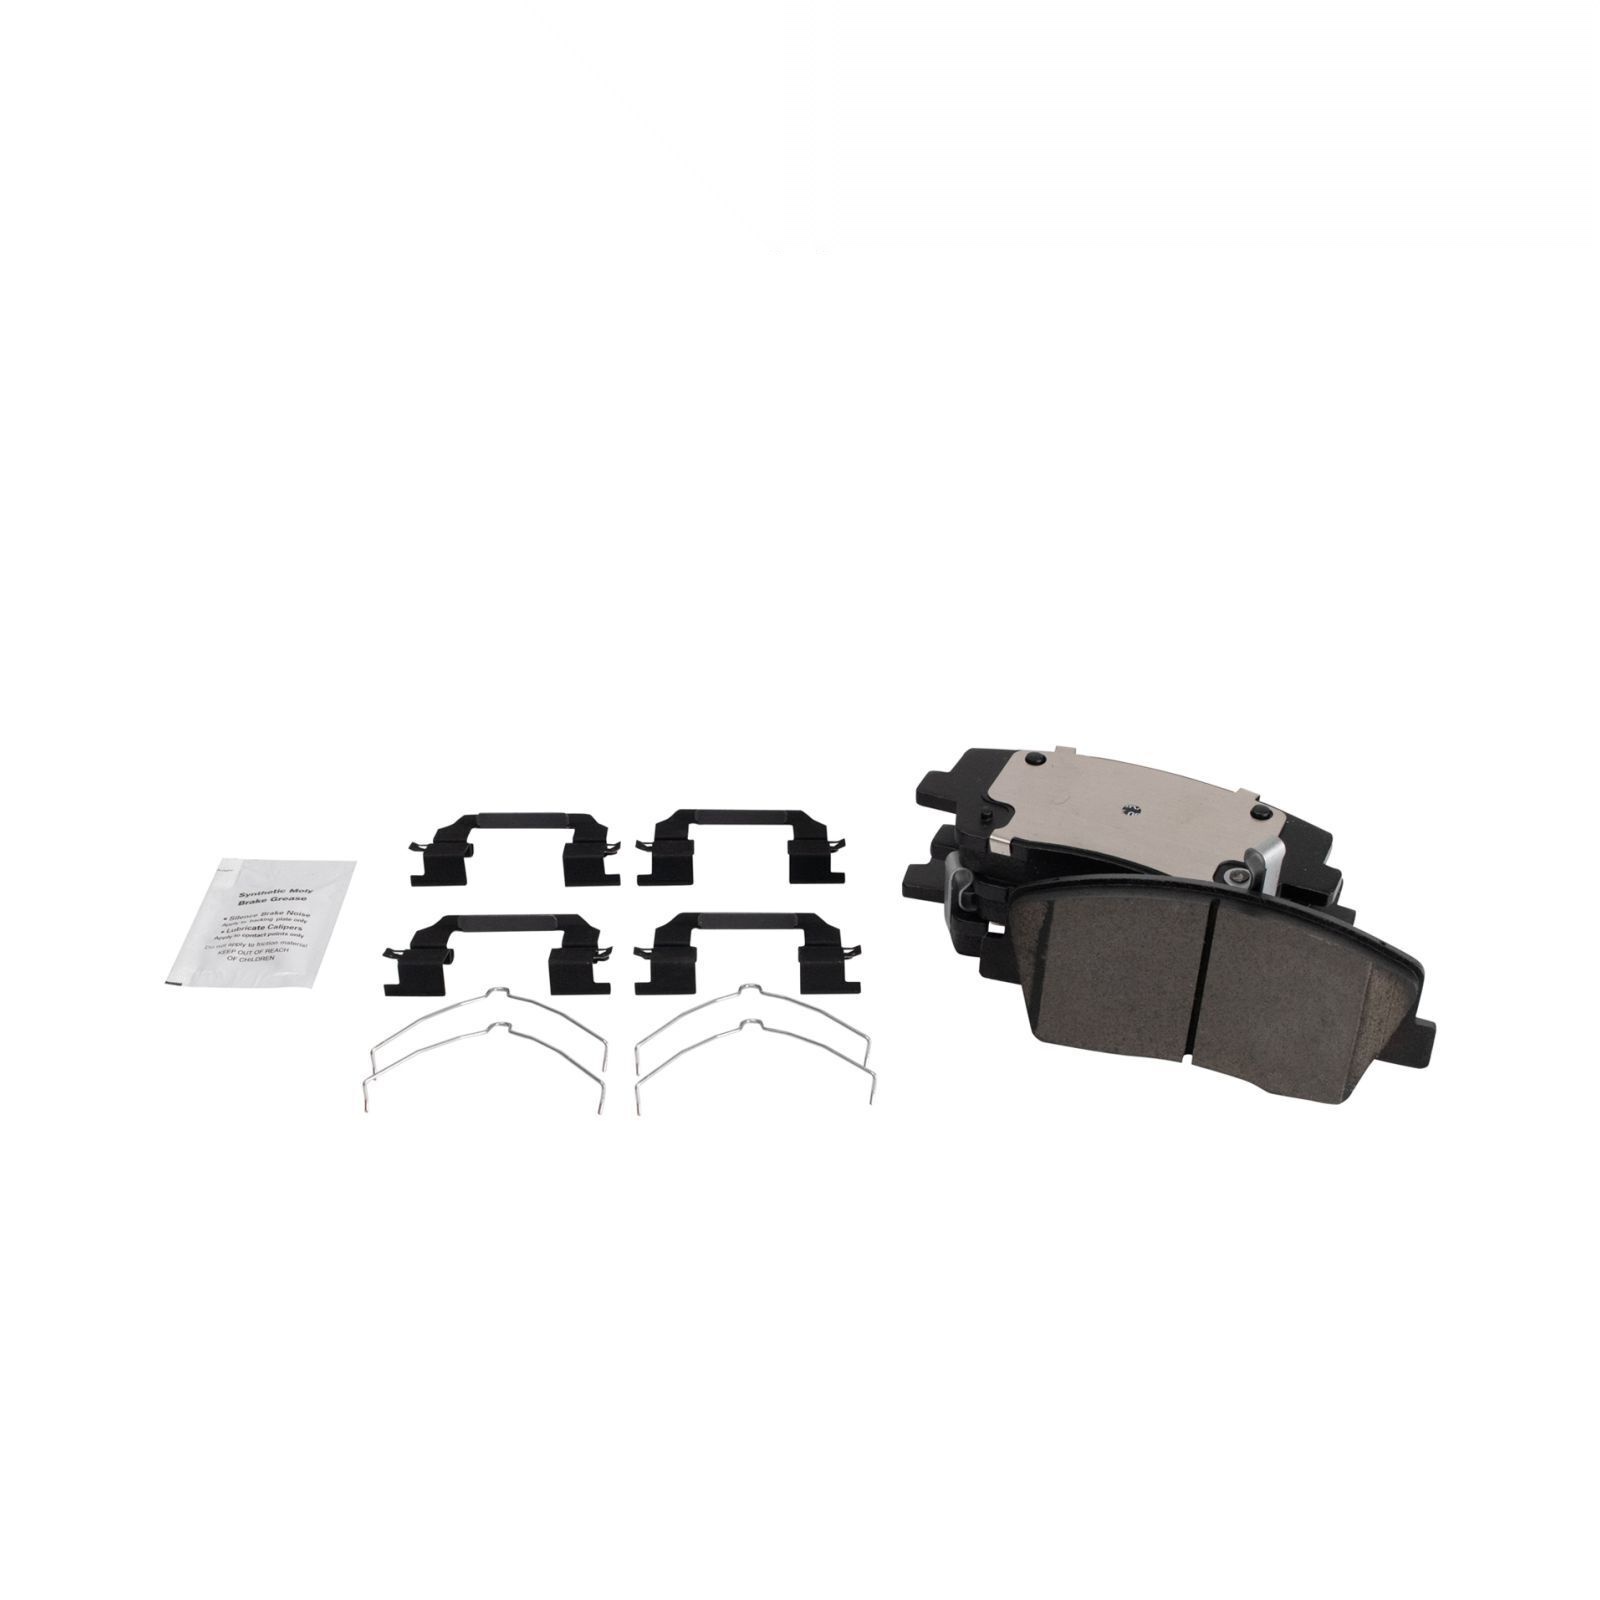 Synthetic Moly
Brake Grease
• Silence Brake Noise
Apply to backing plate only
• Lubricate Calipers
Apply to contact points only
Do not apply to friction material
KEEP OUT OF REACH
OF CHILDREN